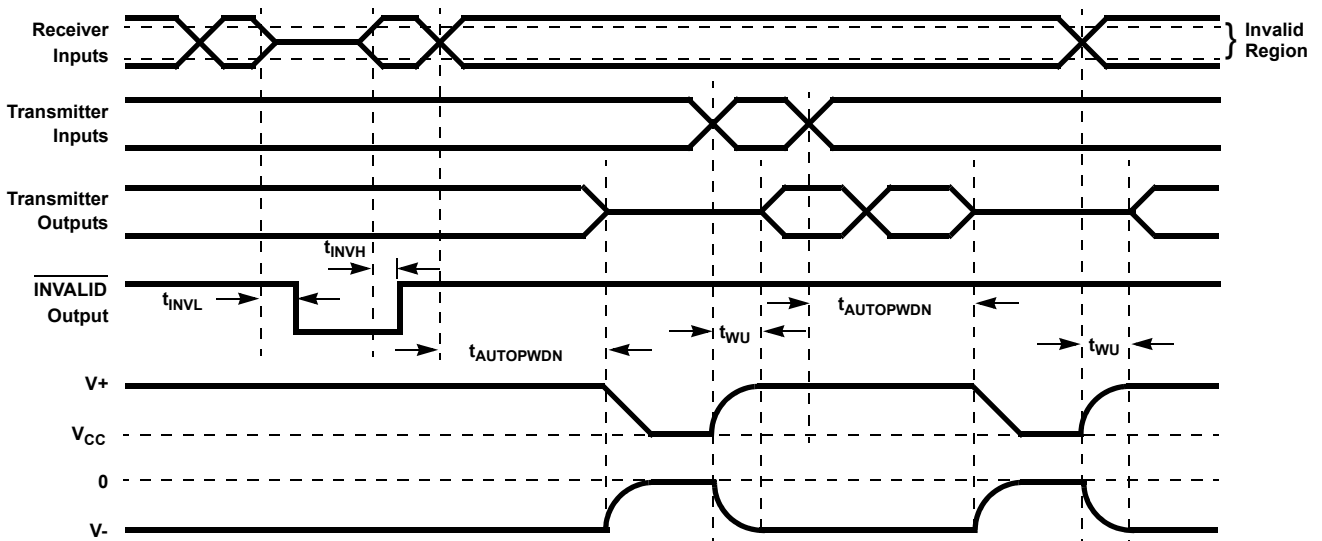 Receiver
Inputs
} Invalid
Region
Transmitter
Inputs
Transmitter
Outputs
tINVH
INVALID
Output
tINVL
tAUTOPWDN
tWU
tAUTOPWDN
tWU
V+
VCC
0
V-